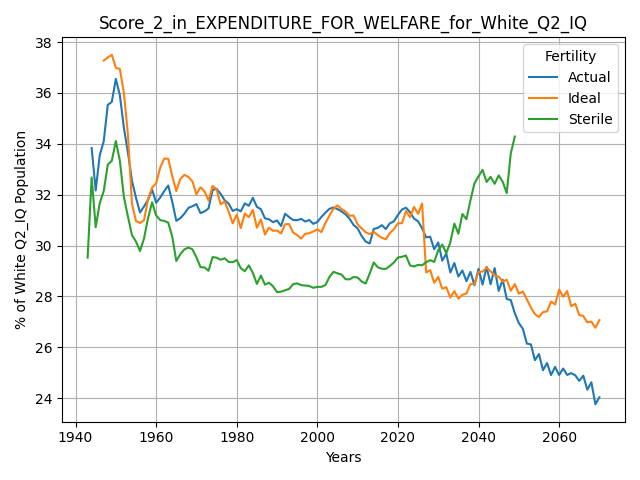 Score_2_in_EXPENDITURE_FOR_WELFARE_for_White_Q2_IQ
Fertility
Actual
Ideal
Sterile
% of White Q2_IQ Population
38
36
34
32
30
28
26
24
1940
1960
1980
2000
2020
2040
2060
Years